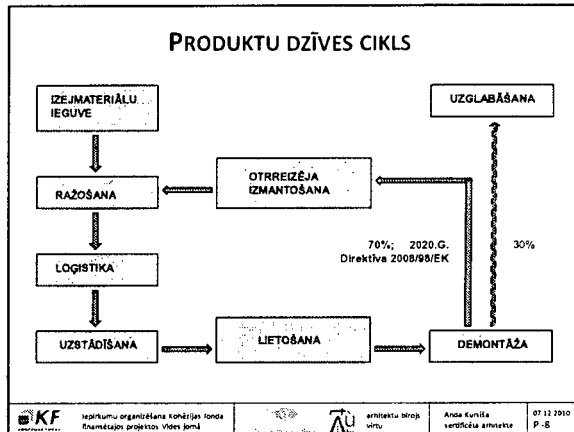 PRODUKTU DZĪVES CIKLS
IZEJMATERIĀLU
IEGUVE
UZGLABĀŠANA
OTRREIZĒJA
IZMANTOŠANA
RAŽOŠANA
70%; 2020.G.
Direktīva 2008/98/EK
30%
LOĢISTIKA
UZSTĀDĪŠANA
LIETOŠANA
DEMONTĀŽA
KF
Iepirkumu organizēšana Kohēzijas fonda
finansētajos projektos Vides jomā
arhitektu birojs
virtu
Anda Kursiša
sertificēta arhitekte
07 12 2010
P -8